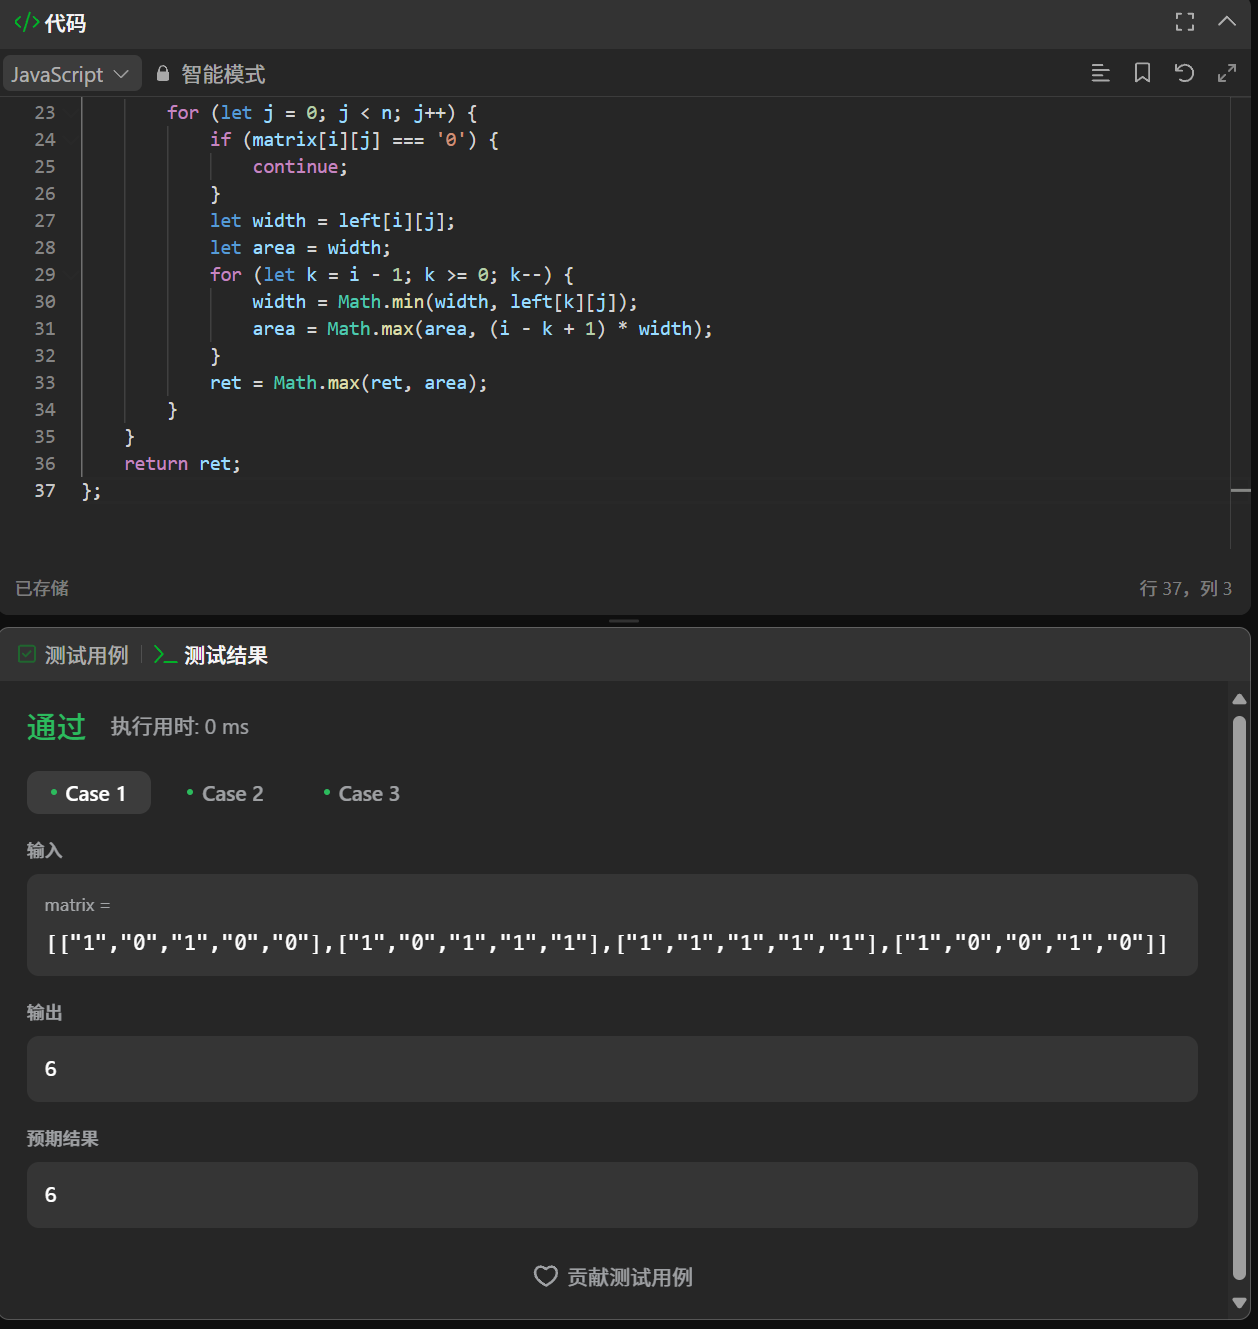 </> 代码
JavaScript 智能模式
23 for (let j = 0; j < n; j++) {
24 if (matrix[i][j] === '0') {
25 continue;
26 }
27 let width = left[i][j];
28 let area = width;
29 for (let k = i - 1; k >= 0; k--) {
30 width = Math.min(width, left[k][j]);
31 area = Math.max(area, (i - k + 1) * width);
32 }
33 ret = Math.max(ret, area);
34 }
35 }
36 return ret;
37 };
已存储 行 37，列 3
测试用例 >_ 测试结果
通过 执行用时: 0 ms
Case 1 Case 2 Case 3
输入
matrix =
[["1","0","1","0","0"],["1","0","1","1","1"],["1","1","1","1","1"],["1","0","0","1","0"]]
输出
6
预期结果
6
贡献测试用例